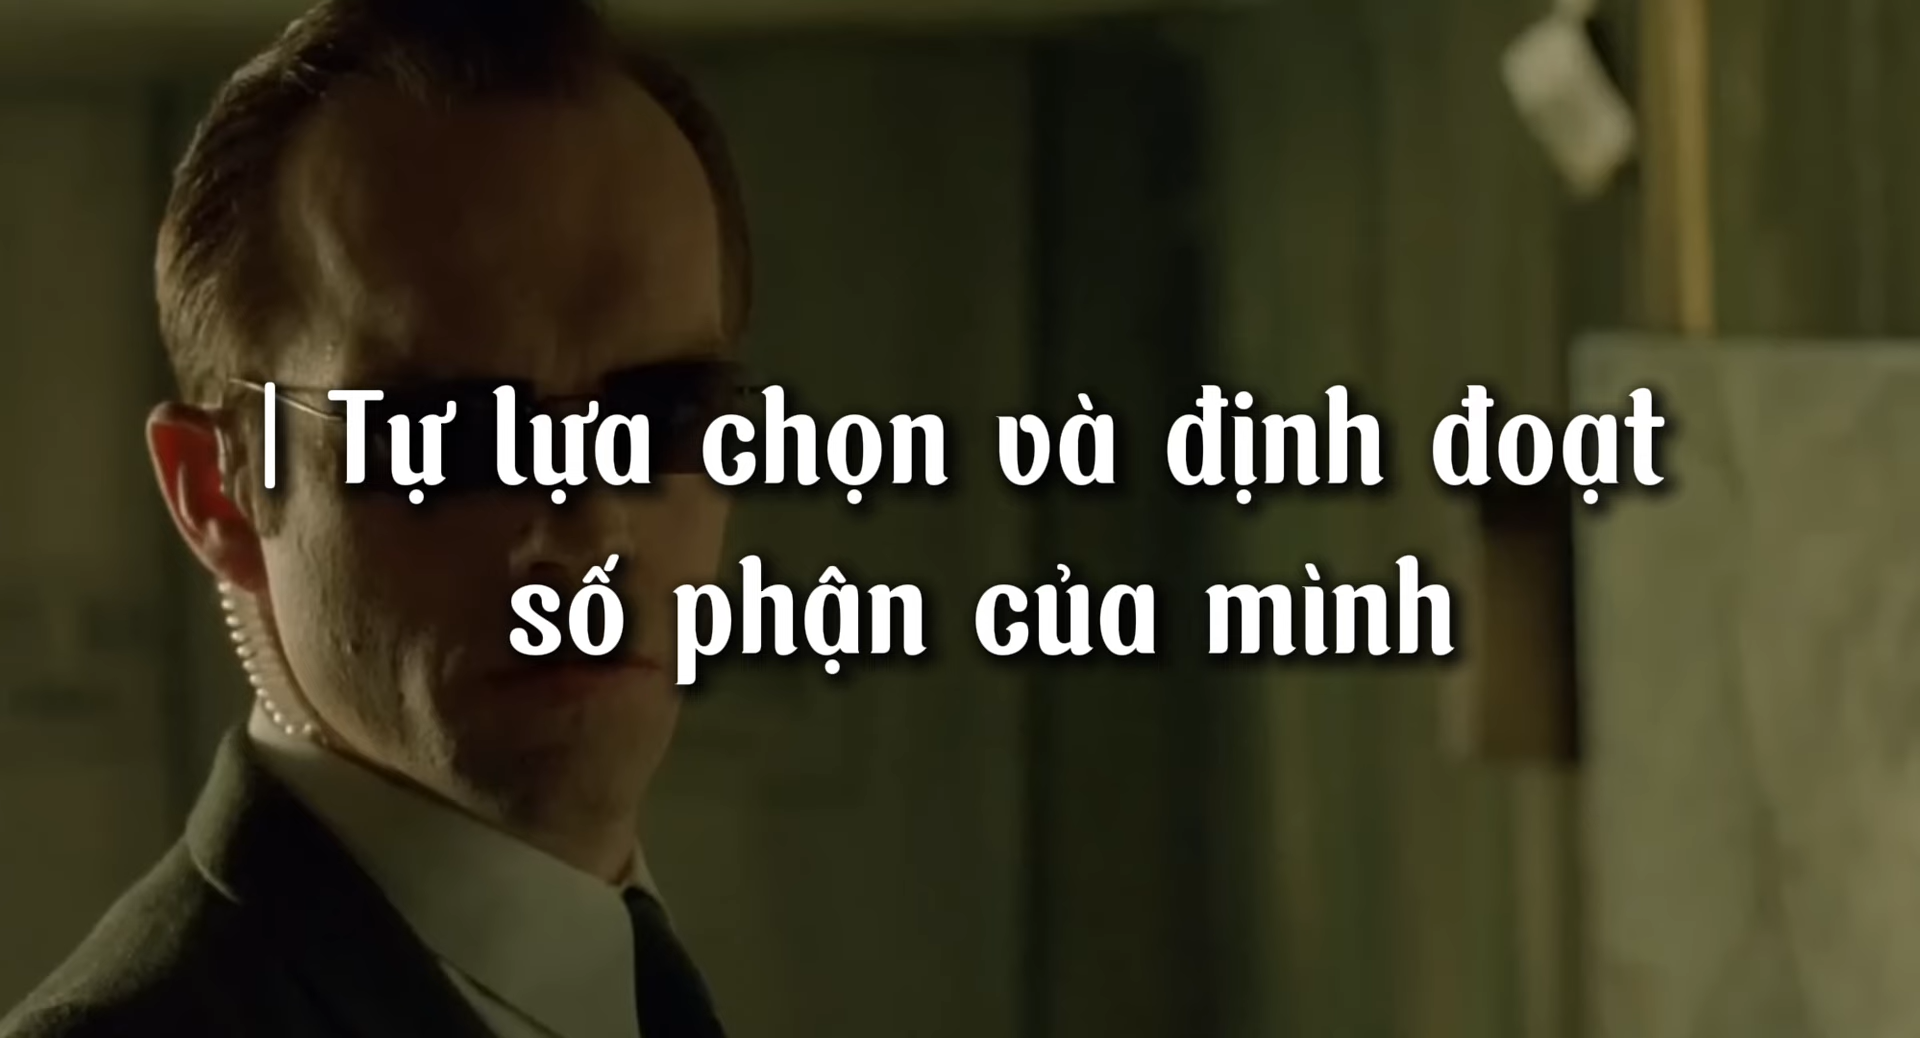 | Tự lựa chọn và định đoạt
số phận của mình